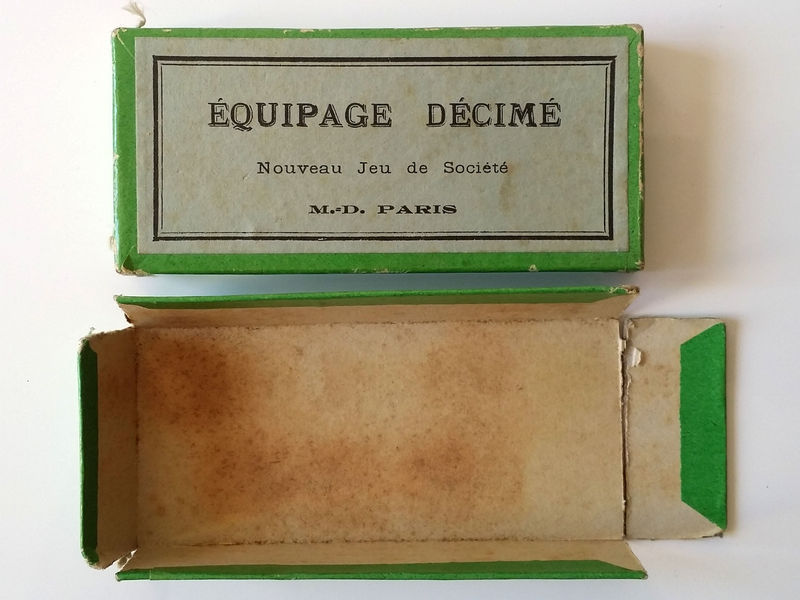 ÉQUIPAGE DÉCIMÉ
Nouveau Jeu de Société
M.-D. PARIS